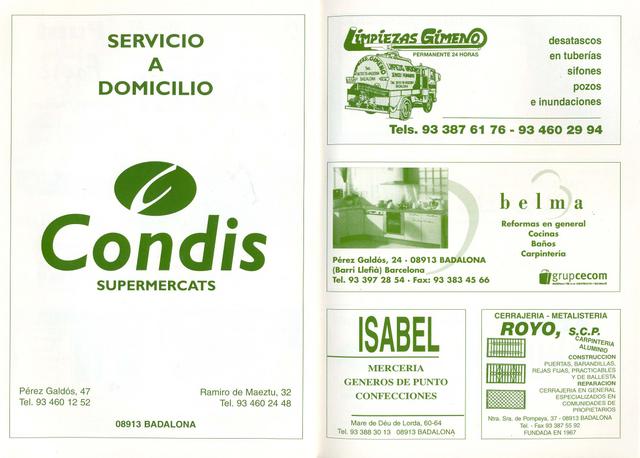 SERVICIO
A
DOMICILIO
Condis
SUPERMERCATS
Pérez Galdós, 47
Tel. 93 460 12 52
Ramiro de Maeztu, 32
Tel. 93 460 24 48
08913 BADALONA
LIMPIEZAS GIMENO
PERMANENTE 24 HORAS
desatascos
en tuberías
sifones
pozos
e inundaciones
Tels. 93 387 61 76 - 93 460 29 94
belma
Reformas en general
Cocinas
Baños
Carpintería
Pérez Galdós, 24 - 08913 BADALONA
(Barri Llefià) Barcelona
Tel. 93 397 28 54 - Fax: 93 383 45 66
grupcecom
ISABEL
MERCERIA
GENEROS DE PUNTO
CONFECCIONES
Mare de Déu de Lorda, 60-64
Tel. 93 388 30 13 08913 BADALONA
CERRAJERIA - METALISTERIA
ROYO, S.C.P.
CARPINTERIA
ALUMINIO
CONSTRUCCION
PUERTAS, BARANDILLAS,
REJAS FIJAS, PRACTICABLES
Y DE BALLESTA
REPARACION
CERRAJERIA EN GENERAL
ESPECIALIZADOS EN
COMUNIDADES DE
PROPIETARIOS
Ntra. Sra. de Pompeya, 37 - 08913 BADALONA
Tel. - Fax 93 387 55 92
FUNDADA EN 1967